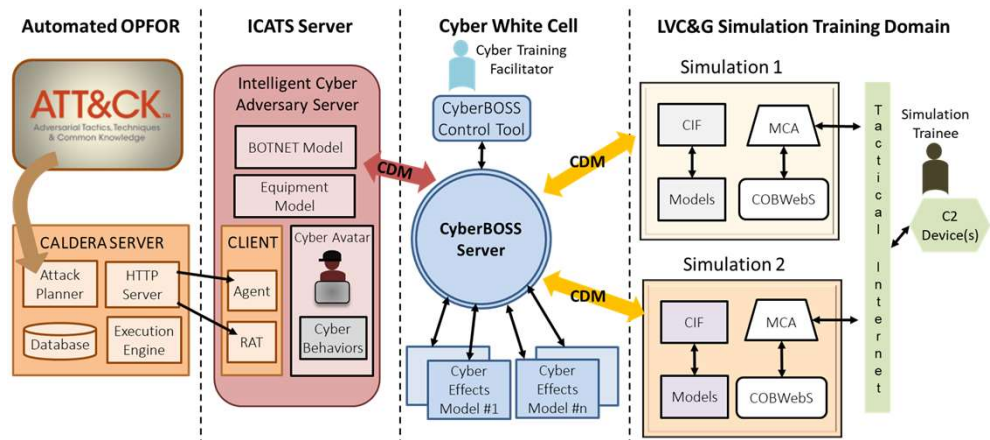 Automated OPFOR
ATT&CK™
Adversarial Tactics, Techniques
& Common Knowledge
CALDERA SERVER
Attack
Planner
HTTP
Server
Database
Execution
Engine
ICATS Server
Intelligent Cyber
Adversary Server
BOTNET Model
Equipment
Model
CLIENT
Agent
RAT
Cyber Avatar
Cyber
Behaviors
CDM
Cyber White Cell
Cyber Training
Facilitator
CyberBOSS
Control Tool
CyberBOSS
Server
Cyber
Effects
Model #1
Cyber
Effects
Model #n
CDM
CDM
LVC&G Simulation Training Domain
Simulation 1
CIF
MCA
Models
COBWebS
Simulation 2
CIF
MCA
Models
COBWebS
Tactical Internet
Simulation
Trainee
C2
Device(s)